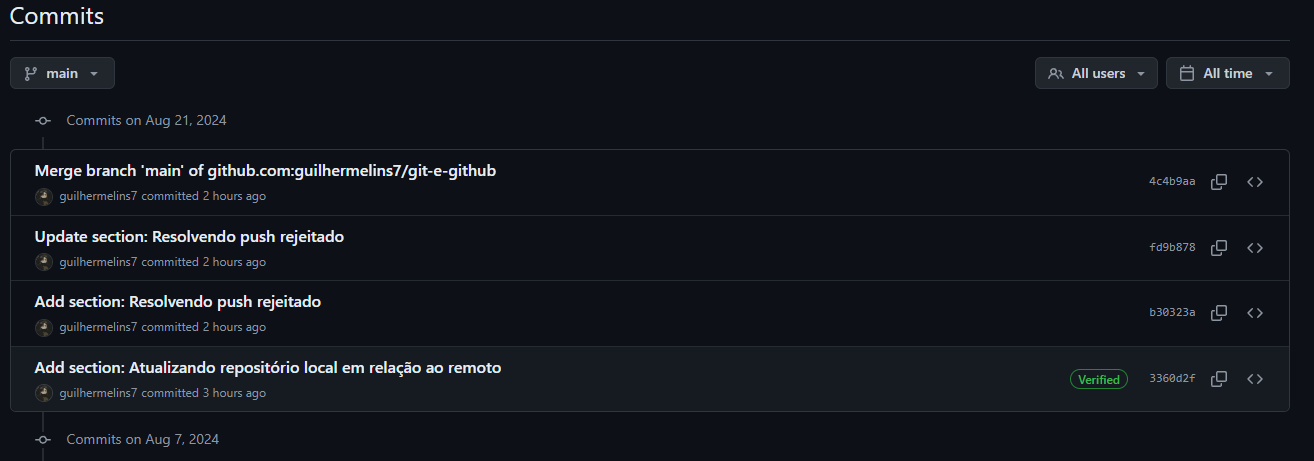 Commits
main
All users
All time
Commits on Aug 21, 2024
Merge branch 'main' of github.com:guilhermelins7/git-e-github
guilhermelins7 committed 2 hours ago
4c4b9aa
Update section: Resolvendo push rejeitado
guilhermelins7 committed 2 hours ago
fd9b878
Add section: Resolvendo push rejeitado
guilhermelins7 committed 2 hours ago
b30323a
Add section: Atualizando repositório local em relação ao remoto
guilhermelins7 committed 3 hours ago
Verified
3360d2f
Commits on Aug 7, 2024